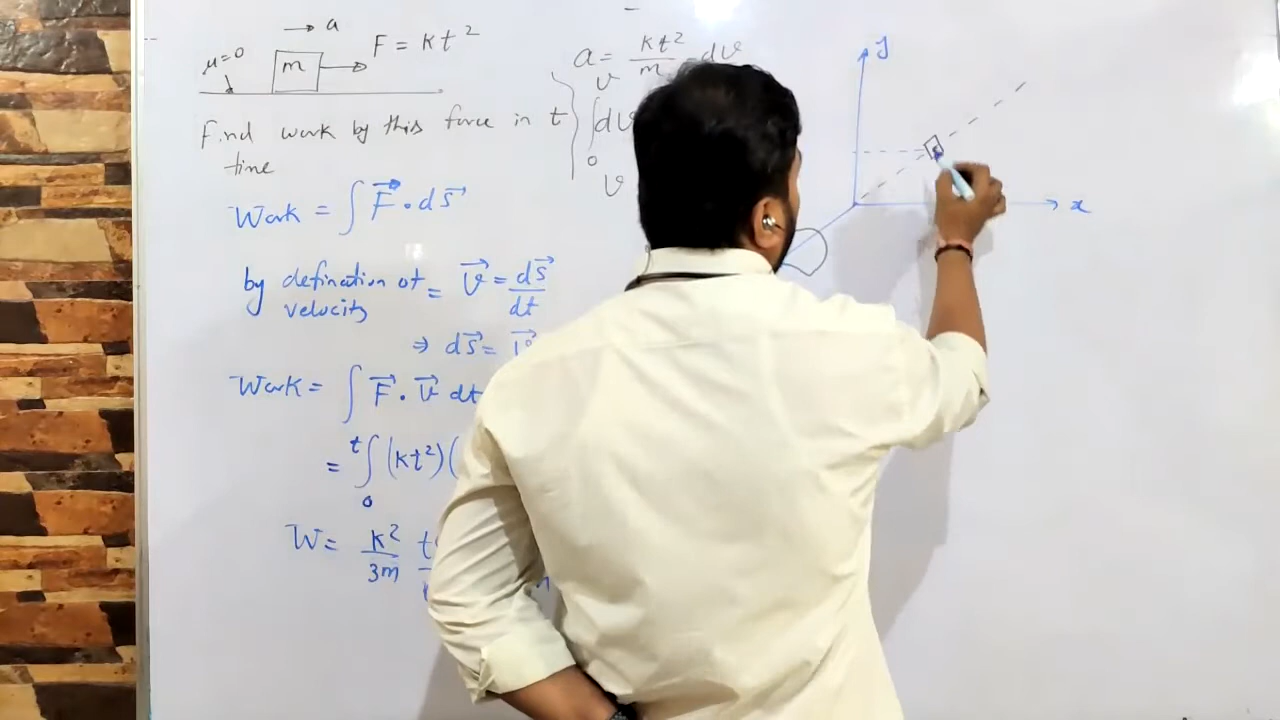 → a
μ=0
m
F = kt²
Find work by this force in t
time
Work = ∫ F⃗ . ds⃗
by defination of = v⃗ = ds⃗/dt
velocity
⇒ ds⃗ = v⃗
Work = ∫ F⃗ . v⃗ dt
= ∫₀ᵗ (kt²)(
W = k²/3m t
a = kt²/m dv
v
∫ dv
0
v
y
x